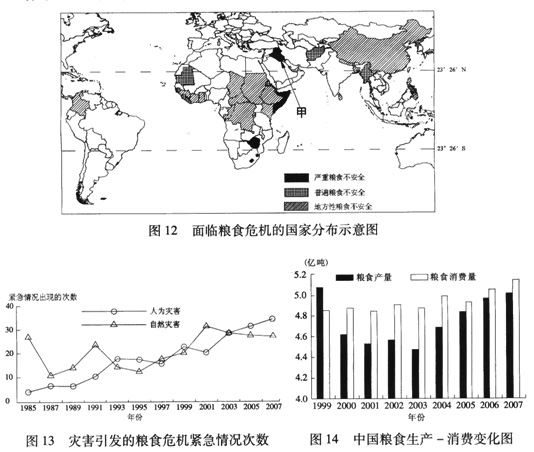 23°26′N
甲
23°26′S
严重粮食不安全
普遍粮食不安全
地方性粮食不安全
图12 面临粮食危机的国家分布示意图
紧急情况出现的次数
人为灾害
自然灾害
40
30
20
10
0
1985 1987 1989 1991 1993 1995 1997 1999 2001 2003 2005 2007
年份
图13 灾害引发的粮食危机紧急情况次数
(亿吨)
粮食产量 粮食消费量
5.2
5.0
4.8
4.6
4.4
4.2
4.0
1999 2000 2001 2002 2003 2004 2005 2006 2007
年份
图14 中国粮食生产-消费变化图